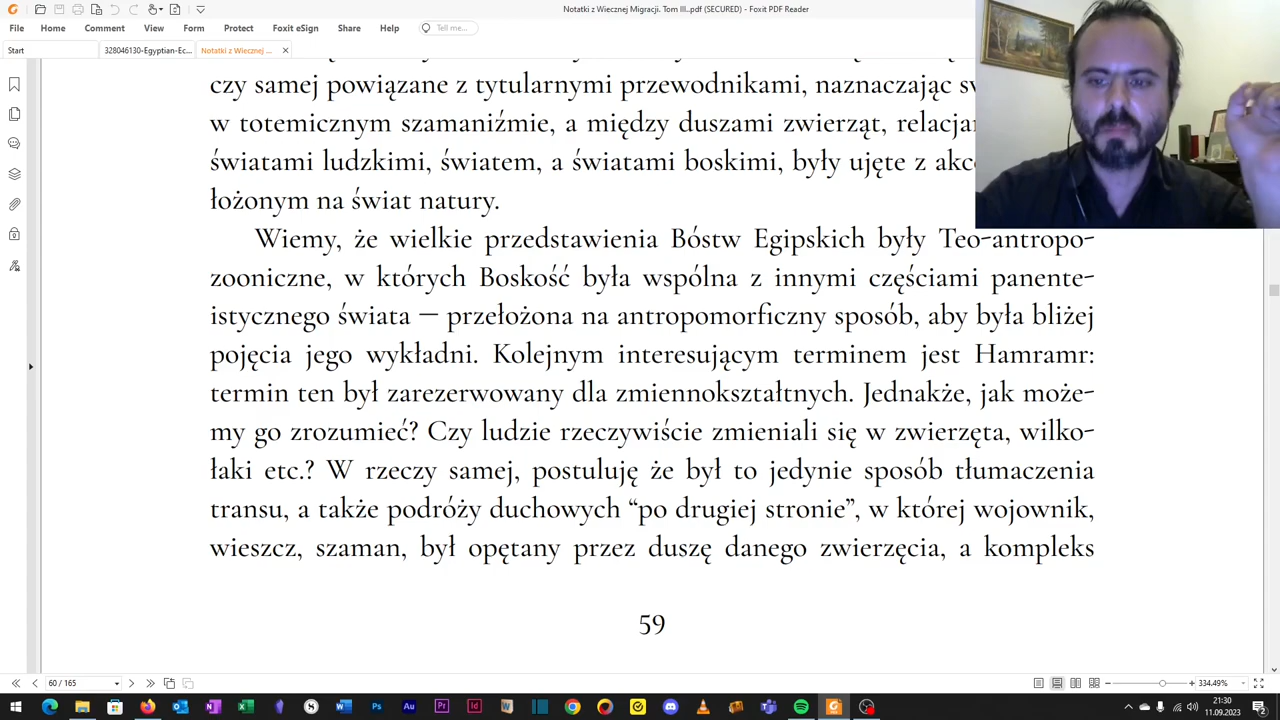 Notatki z Wiecznej Migracji. Tom III..pdf (SECURED) - Foxit PDF Reader
File Home Comment View Form Protect Foxit eSign Share Help Tell me...
Start 328046130-Egyptian-Ec... Notatki z Wiecznej ...
czy samej powiązane z tytularnymi przewodnikami, naznaczając
w totemicznym szamaniźmie, a między duszami zwierząt,
światami ludzkimi, światem, a światami boskimi, były ujęte z
łożonym na świat natury.
Wiemy, że wielkie przedstawienia Bóstw Egipskich były Teo-antropo-
zooniczne, w których Boskość była wspólna z innymi częściami panente-
istycznego świata — przełożona na antropomorficzny sposób, aby była bliżej
pojęcia jego wykładni. Kolejnym interesującym terminem jest Hamramr:
termin ten był zarezerwowany dla zmiennokształtnych. Jednakże, jak może-
my go zrozumieć? Czy ludzie rzeczywiście zmieniali się w zwierzęta, wilko-
łaki etc.? W rzeczy samej, postuluję że był to jedynie sposób tłumaczenia
transu, a także podróży duchowych “po drugiej stronie”, w której wojownik,
wieszcz, szaman, był opętany przez duszę danego zwierzęcia, a kompleks
59
60 / 165
334.49%
21:30
11.09.2023